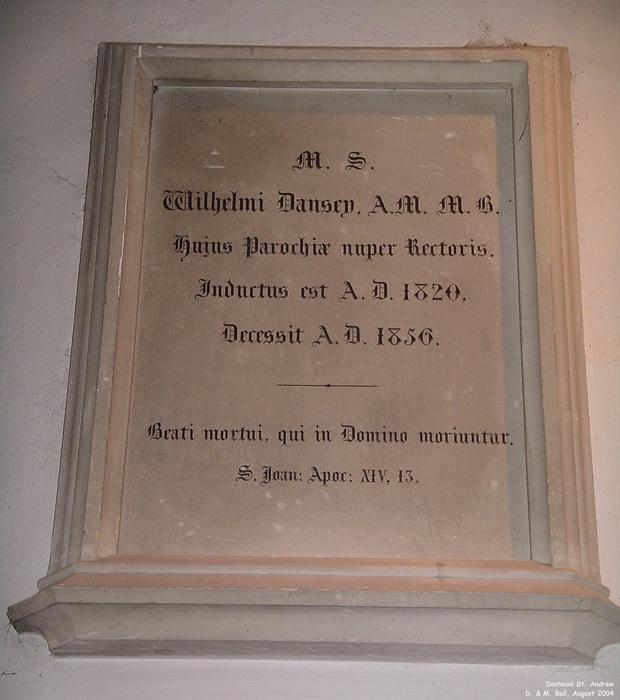 M. S.
Wilhelmi Dansey, A.M. M.B.
Hujus Parochiæ nuper Rectoris.
Inductus est A.D. 1820,
Decessit A.D. 1856.
Beati mortui, qui in Domino moriuntur.
S. Joan: Apoc: XIV, 13.
Donhead St. Andrew
D. & M. Ball, August 2004